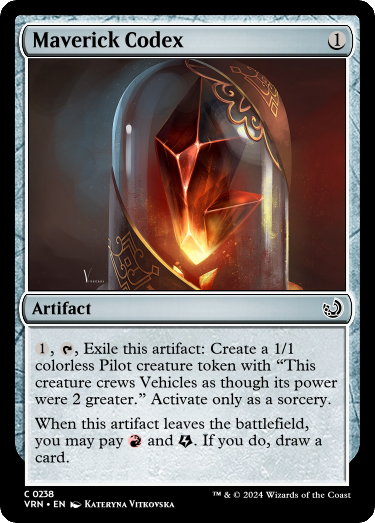 Maverick Codex 1
Artifact
1, T, Exile this artifact: Create a 1/1
colorless Pilot creature token with “This
creature crews Vehicles as though its power
were 2 greater.” Activate only as a sorcery.
When this artifact leaves the battlefield,
you may pay and . If you do, draw a
card.
C 0238
VRN • EN Kateryna Vitkovska
™ & © 2024 Wizards of the Coast